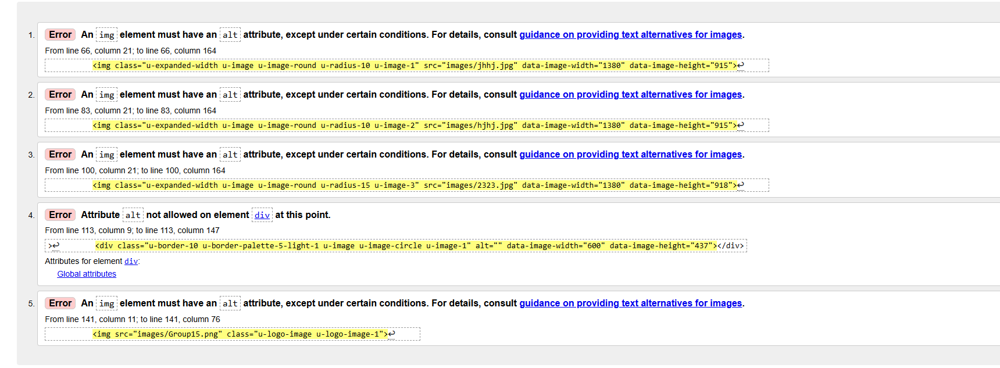 1. Error An img element must have an alt attribute, except under certain conditions. For details, consult guidance on providing text alternatives for images.
From line 66, column 21; to line 66, column 164
<img class="u-expanded-width u-image u-image-round u-radius-10 u-image-1" src="images/jhhj.jpg" data-image-width="1380" data-image-height="915">↩
2. Error An img element must have an alt attribute, except under certain conditions. For details, consult guidance on providing text alternatives for images.
From line 83, column 21; to line 83, column 164
<img class="u-expanded-width u-image u-image-round u-radius-10 u-image-2" src="images/hjhj.jpg" data-image-width="1380" data-image-height="915">↩
3. Error An img element must have an alt attribute, except under certain conditions. For details, consult guidance on providing text alternatives for images.
From line 100, column 21; to line 100, column 164
<img class="u-expanded-width u-image u-image-round u-radius-15 u-image-3" src="images/2323.jpg" data-image-width="1380" data-image-height="918">↩
4. Error Attribute alt not allowed on element div at this point.
From line 113, column 9; to line 113, column 147
>↩ <div class="u-border-10 u-border-palette-5-light-1 u-image u-image-circle u-image-1" alt="" data-image-width="600" data-image-height="437"></div>
Attributes for element div:
Global attributes
5. Error An img element must have an alt attribute, except under certain conditions. For details, consult guidance on providing text alternatives for images.
From line 141, column 11; to line 141, column 76
<img src="images/Group15.png" class="u-logo-image u-logo-image-1">↩